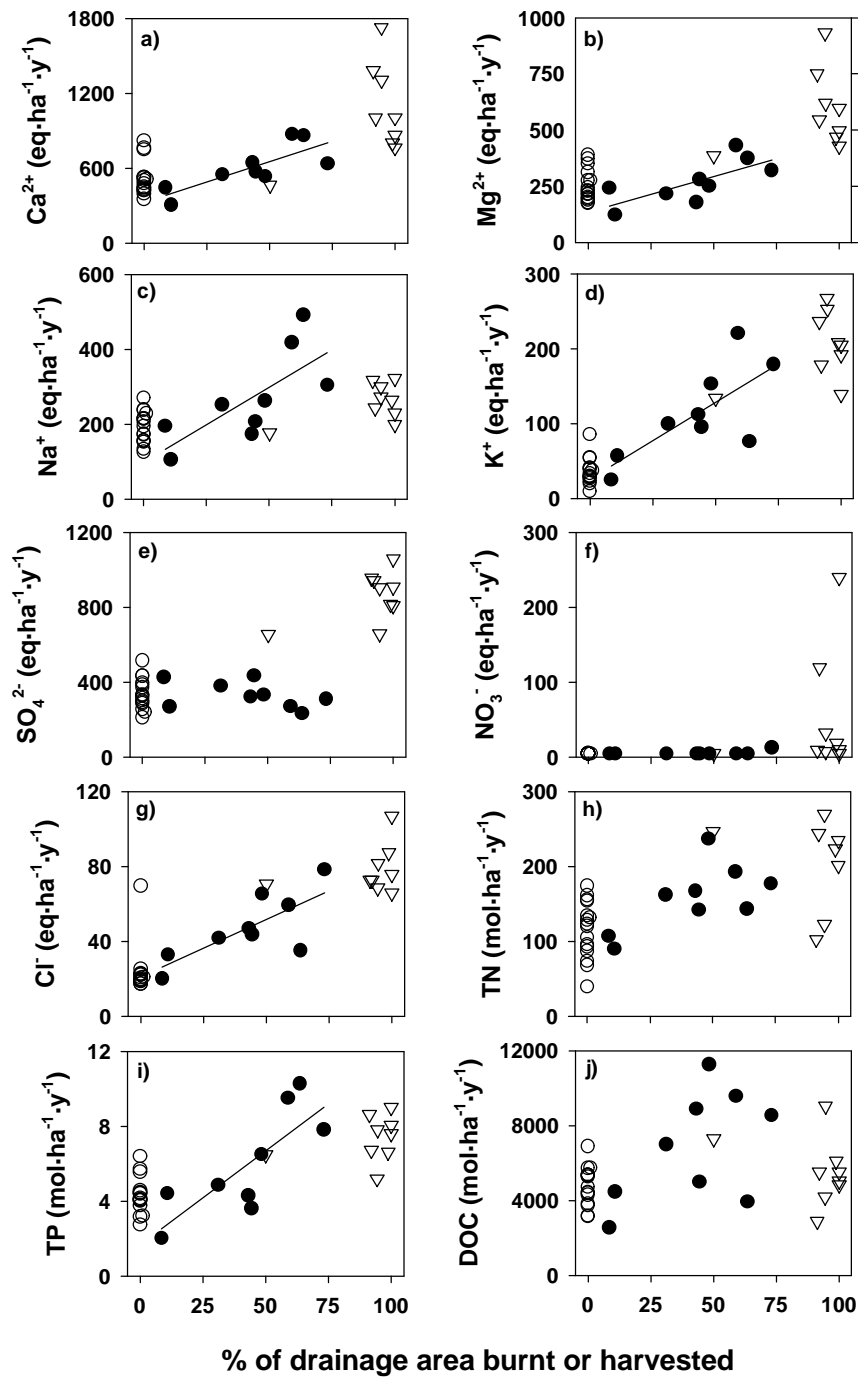 a)
Ca²⁺ (eq·ha⁻¹·y⁻¹)
1800
1200
600
0
b)
Mg²⁺ (eq·ha⁻¹·y⁻¹)
1000
750
500
250
0
c)
Na⁺ (eq·ha⁻¹·y⁻¹)
600
400
200
0
d)
K⁺ (eq·ha⁻¹·y⁻¹)
300
200
100
0
e)
SO₄²⁻ (eq·ha⁻¹·y⁻¹)
1200
800
400
0
f)
NO₃⁻ (eq·ha⁻¹·y⁻¹)
300
200
100
0
g)
Cl⁻ (eq·ha⁻¹·y⁻¹)
120
80
40
0
h)
TN (mol·ha⁻¹·y⁻¹)
300
200
100
0
i)
TP (mol·ha⁻¹·y⁻¹)
12
8
4
0
0 25 50 75 100
j)
DOC (mol·ha⁻¹·y⁻¹)
12000
8000
4000
0
0 25 50 75 100
% of drainage area burnt or harvested